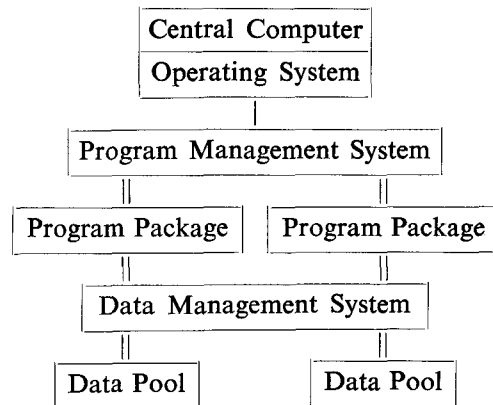 Central Computer
Operating System
Program Management System
Program Package
Program Package
Data Management System
Data Pool
Data Pool